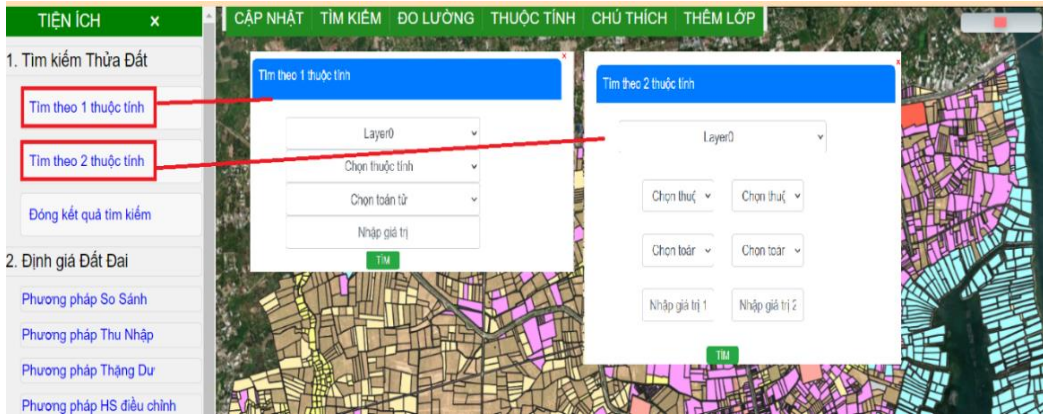 TIỆN ÍCH x
CẬP NHẬT TÌM KIẾM ĐO LƯỜNG THUỘC TÍNH CHÚ THÍCH THÊM LỚP
1. Tìm kiếm Thửa Đất
Tìm theo 1 thuộc tính
Tìm theo 2 thuộc tính
Đóng kết quả tìm kiếm
2. Định giá Đất Đai
Phương pháp So Sánh
Phương pháp Thu Nhập
Phương pháp Thặng Dư
Phương pháp HS điều chỉnh
x
Tìm theo 1 thuộc tính
Layer0
Chọn thuộc tính
Chọn toán tử
Nhập giá trị
TÌM
x
Tìm theo 2 thuộc tính
Layer0
Chọn thuộ Chọn thuộ
Chọn toán Chọn toán
Nhập giá trị 1 Nhập giá trị 2
TÌM